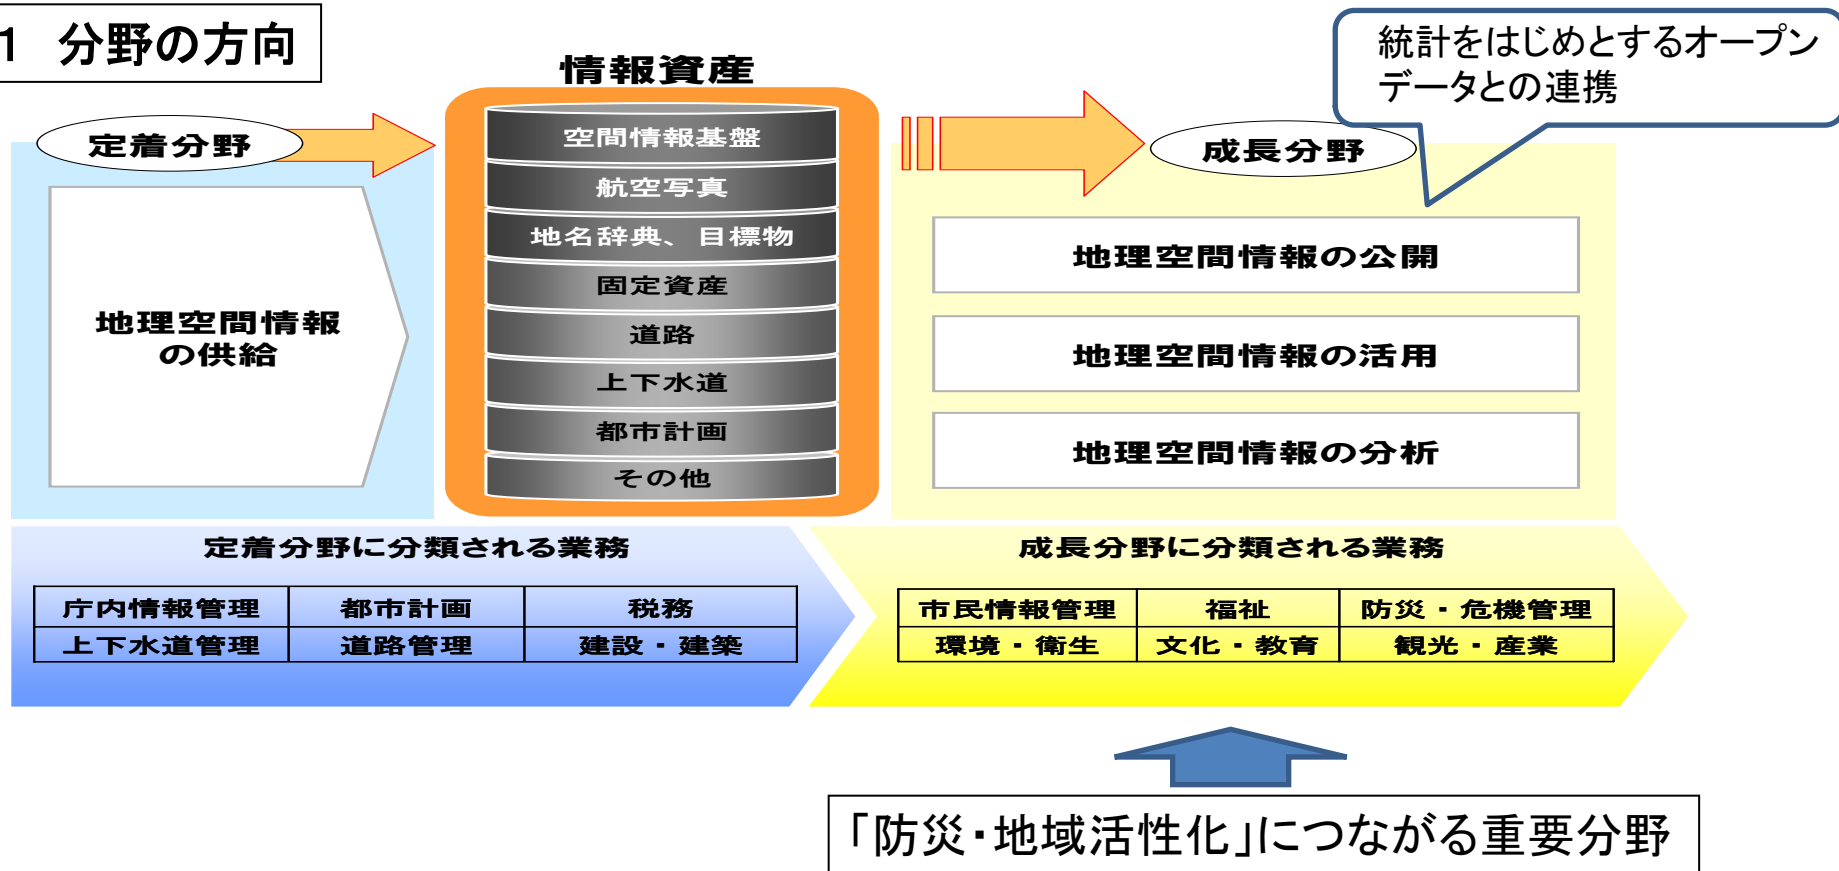 1 分野の方向
統計をはじめとするオープン
データとの連携
情報資産
定着分野
成長分野
地理空間情報
の供給
空間情報基盤
航空写真
地名辞典、目標物
固定資産
道路
上下水道
都市計画
その他
地理空間情報の公開
地理空間情報の活用
地理空間情報の分析
定着分野に分類される業務
庁内情報管理 都市計画 税務
上下水道管理 道路管理 建設・建築
成長分野に分類される業務
市民情報管理 福祉 防災・危機管理
環境・衛生 文化・教育 観光・産業
「防災・地域活性化」につながる重要分野